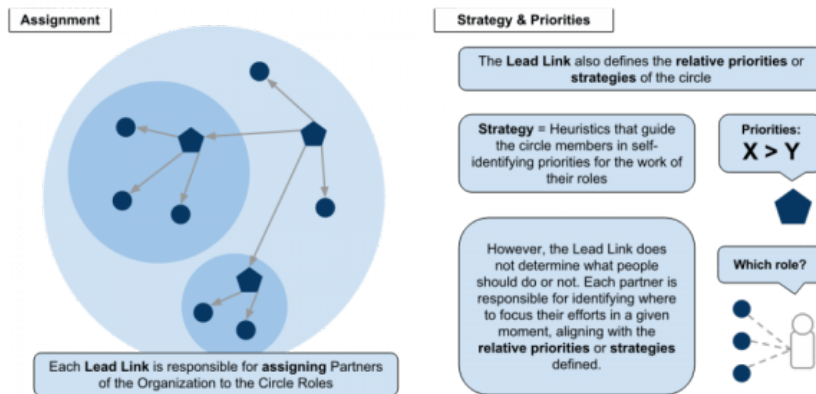 Assignment
Each Lead Link is responsible for assigning Partners
of the Organization to the Circle Roles
Strategy & Priorities
The Lead Link also defines the relative priorities or
strategies of the circle
Strategy = Heuristics that guide
the circle members in self-
identifying priorities for the work of
their roles
Priorities:
X > Y
However, the Lead Link does
not determine what people
should do or not. Each partner is
responsible for identifying where
to focus their efforts in a given
moment, aligning with the
relative priorities or strategies
defined.
Which role?